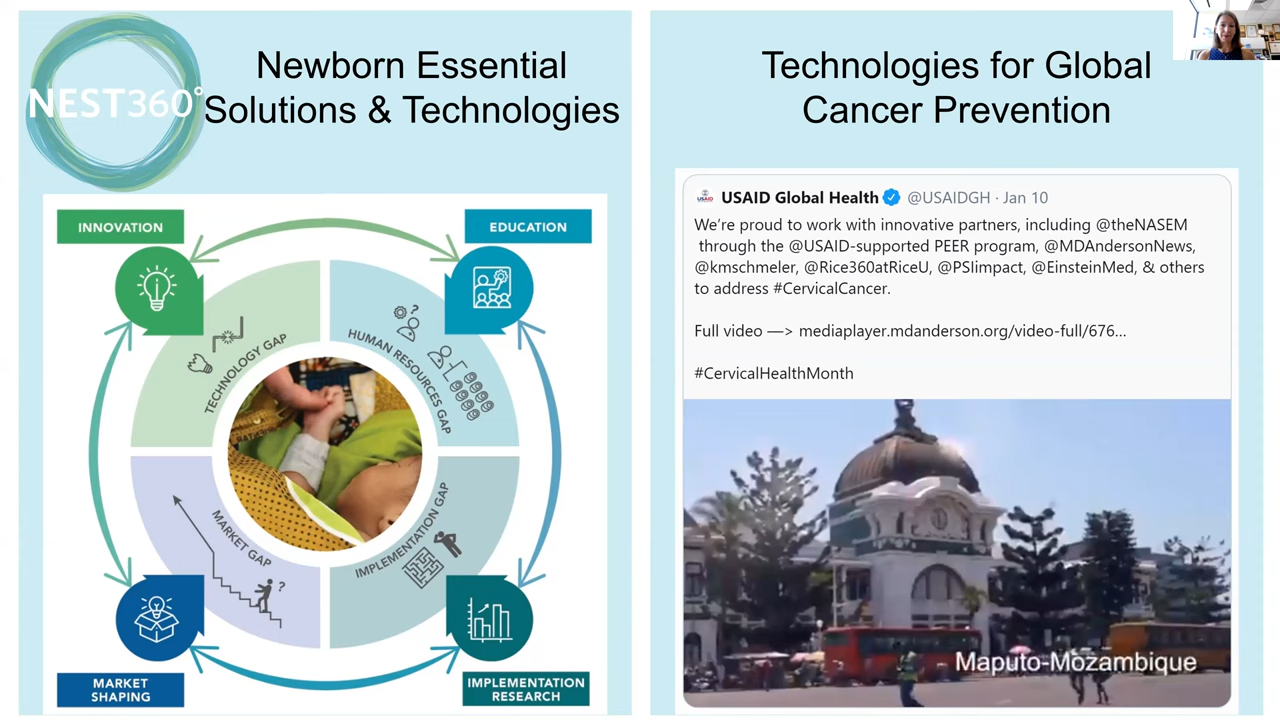 NEST360°
Newborn Essential
Solutions & Technologies
INNOVATION
EDUCATION
TECHNOLOGY GAP
HUMAN RESOURCES GAP
MARKET GAP
IMPLEMENTATION GAP
MARKET
SHAPING
IMPLEMENTATION
RESEARCH
Technologies for Global
Cancer Prevention
USAID
USAID Global Health @USAIDGH · Jan 10
We're proud to work with innovative partners, including @theNASEM
through the @USAID-supported PEER program, @MDAndersonNews,
@kmschmeler, @Rice360atRiceU, @PSIimpact, @EinsteinMed, & others
to address #CervicalCancer.
Full video —> mediaplayer.mdanderson.org/video-full/676...
#CervicalHealthMonth
Maputo-Mozambique